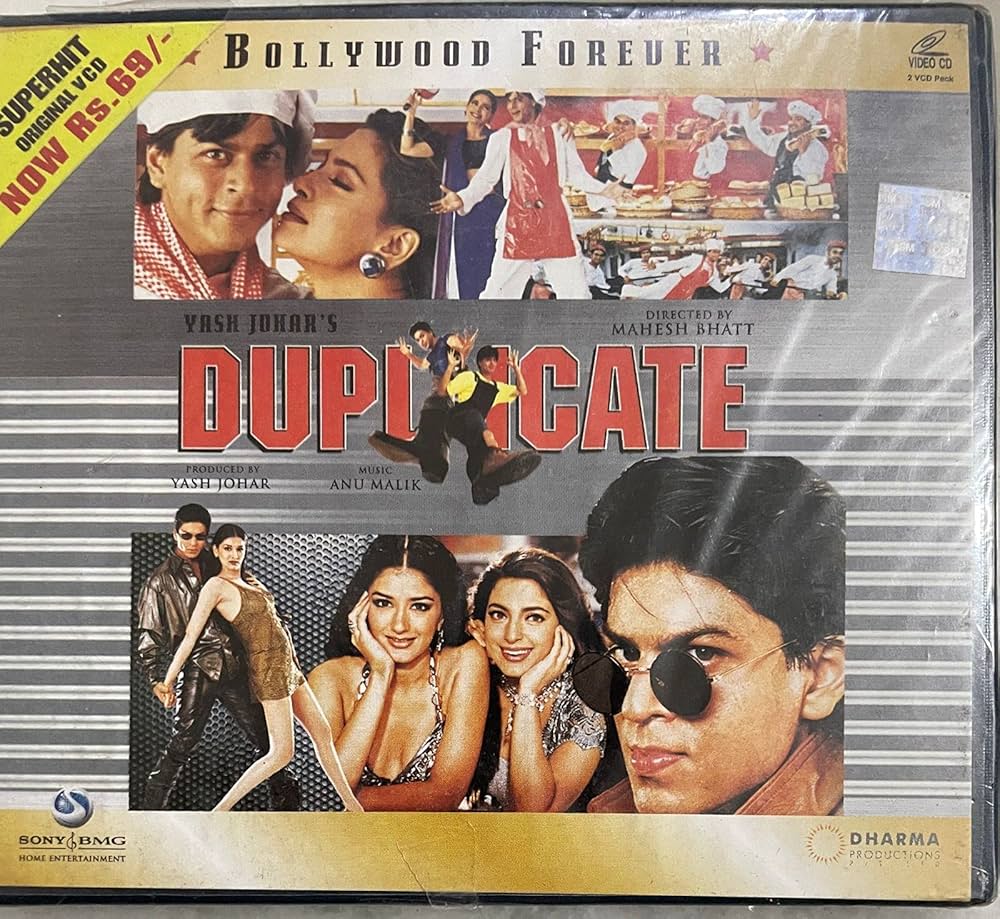 SUPERHIT
ORIGINAL VCD
NOW RS.69/-
BOLLYWOOD FOREVER
VIDEO CD
2 VCD Pack
YASH JOHAR'S
DIRECTED BY
MAHESH BHATT
DUPLICATE
PRODUCED BY
YASH JOHAR
MUSIC
ANU MALIK
SONY BMG
HOME ENTERTAINMENT
DHARMA
PRODUCTIONS